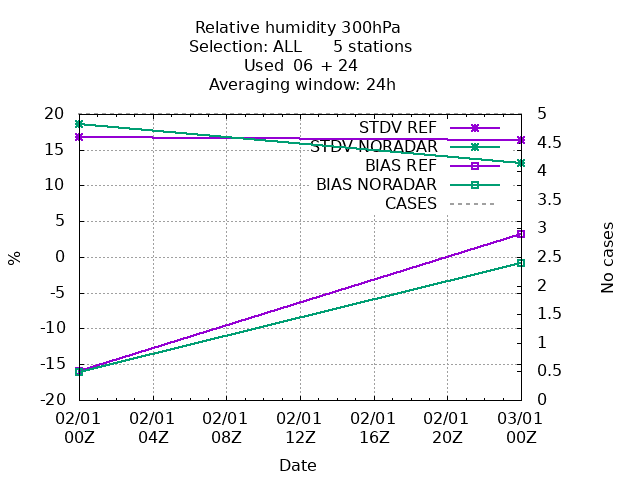 Relative humidity 300hPa
Selection: ALL 5 stations
Used 06 + 24
Averaging window: 24h
20
15
10
5
0
-5
-10
-15
-20
%
5
4.5
4
3.5
3
2.5
2
1.5
1
0.5
0
No cases
STDV REF
STDV NORADAR
BIAS REF
BIAS NORADAR
CASES
02/01 02/01 02/01 02/01 02/01 02/01 03/01
00Z 04Z 08Z 12Z 16Z 20Z 00Z
Date